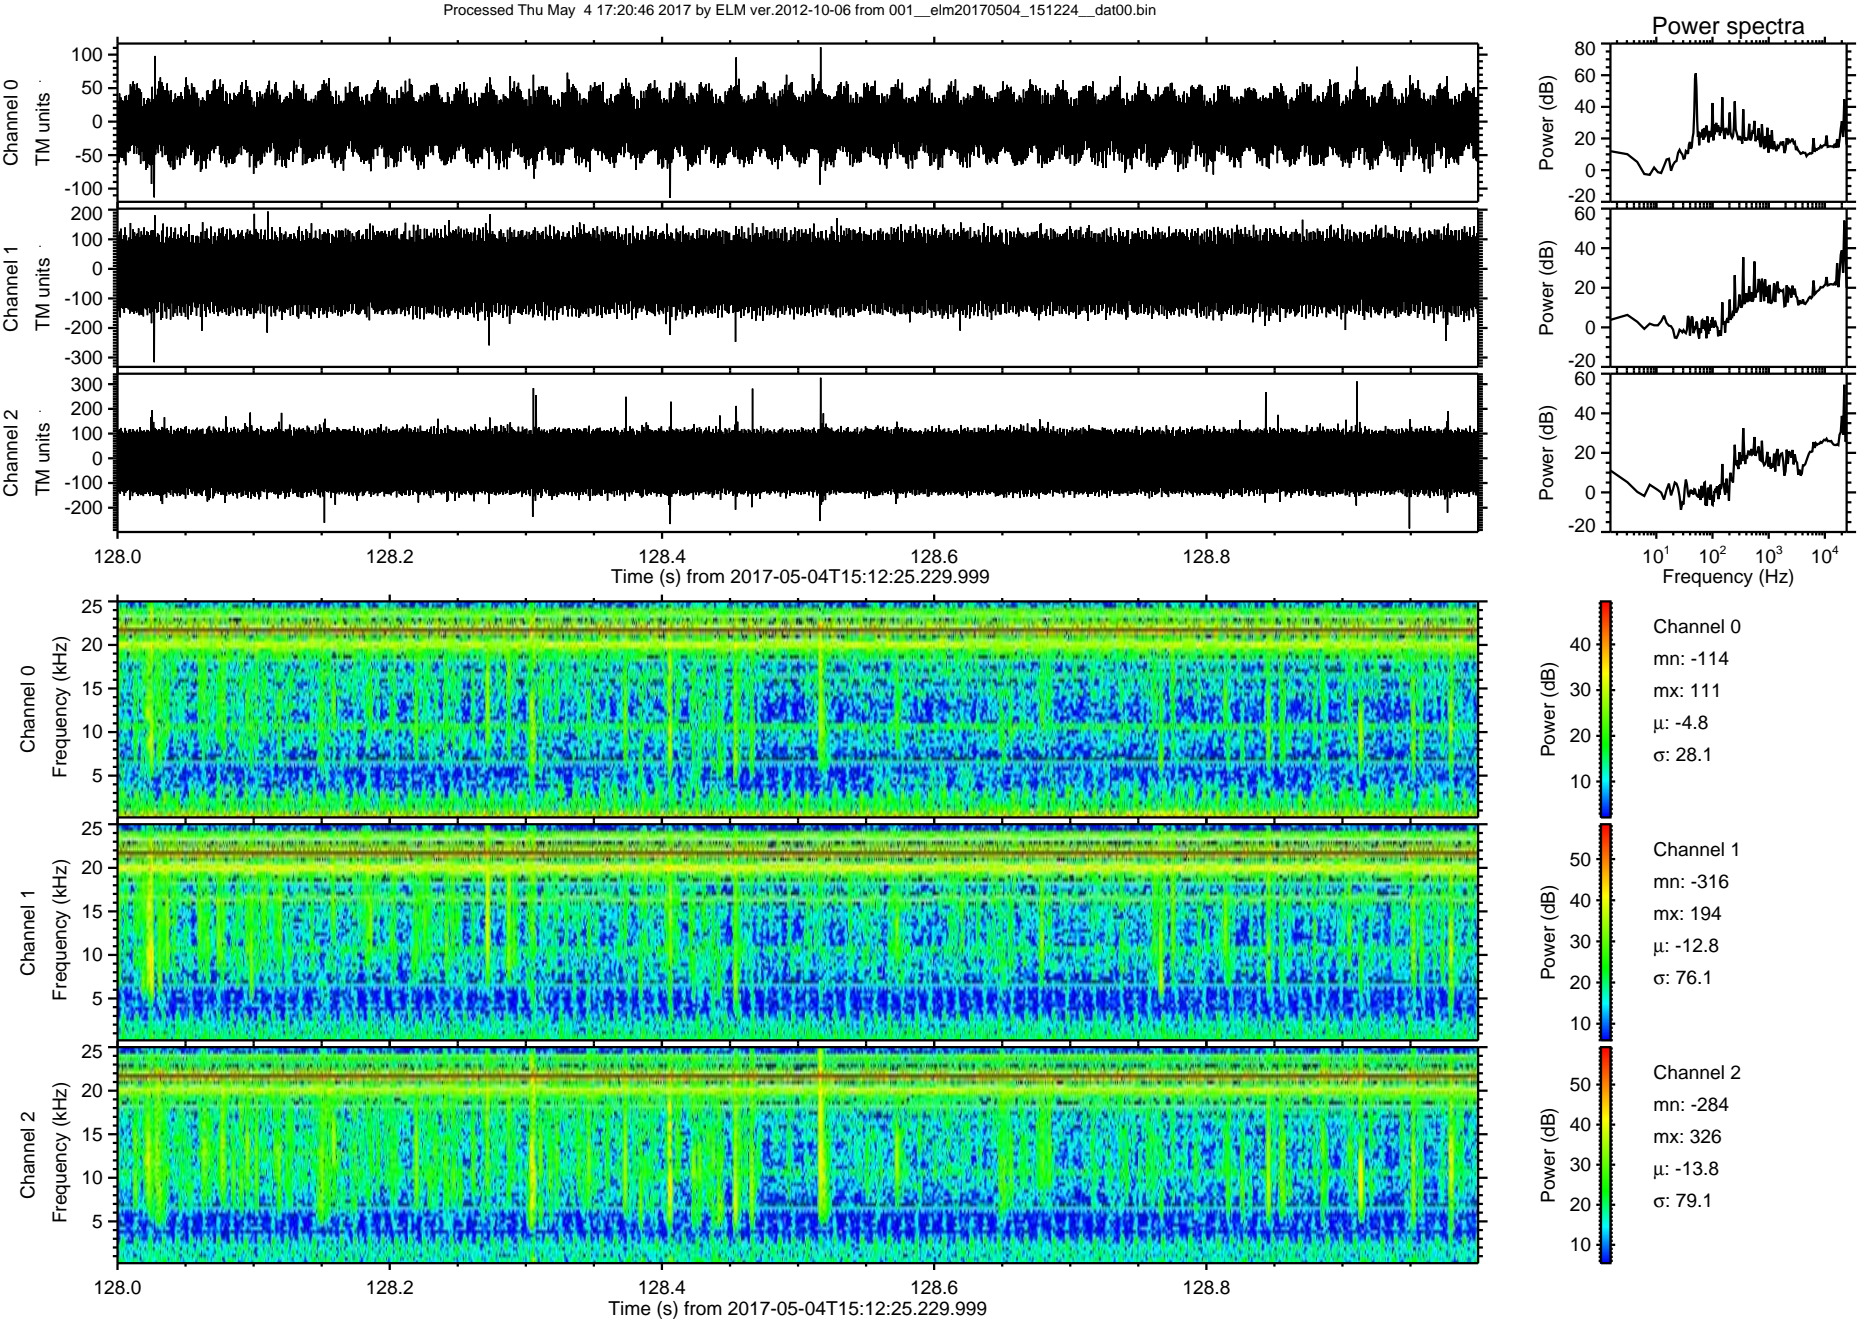 Processed Thu May  4 17:20:46 2017 by ELM ver.2012-10-06 from 001__elm20170504_151224__dat00.bin
Power spectra
Channel 0
TM units
100
50
0
-50
-100
Power (dB)
80
60
40
20
0
-20
Channel 1
TM units
200
100
0
-100
-200
-300
Power (dB)
60
40
20
0
-20
Channel 2
TM units
300
200
100
0
-100
-200
Power (dB)
60
40
20
0
-20
128.0 128.2 128.4 128.6 128.8
Time (s) from 2017-05-04T15:12:25.229.999
10^1 10^2 10^3 10^4
Frequency (Hz)
Channel 0
Frequency (kHz)
25
20
15
10
5
Power (dB)
40
30
20
10
Channel 0
mn: -114
mx: 111
μ: -4.8
σ: 28.1
Channel 1
Frequency (kHz)
25
20
15
10
5
Power (dB)
50
40
30
20
10
Channel 1
mn: -316
mx: 194
μ: -12.8
σ: 76.1
Channel 2
Frequency (kHz)
25
20
15
10
5
Power (dB)
50
40
30
20
10
Channel 2
mn: -284
mx: 326
μ: -13.8
σ: 79.1
128.0 128.2 128.4 128.6 128.8
Time (s) from 2017-05-04T15:12:25.229.999